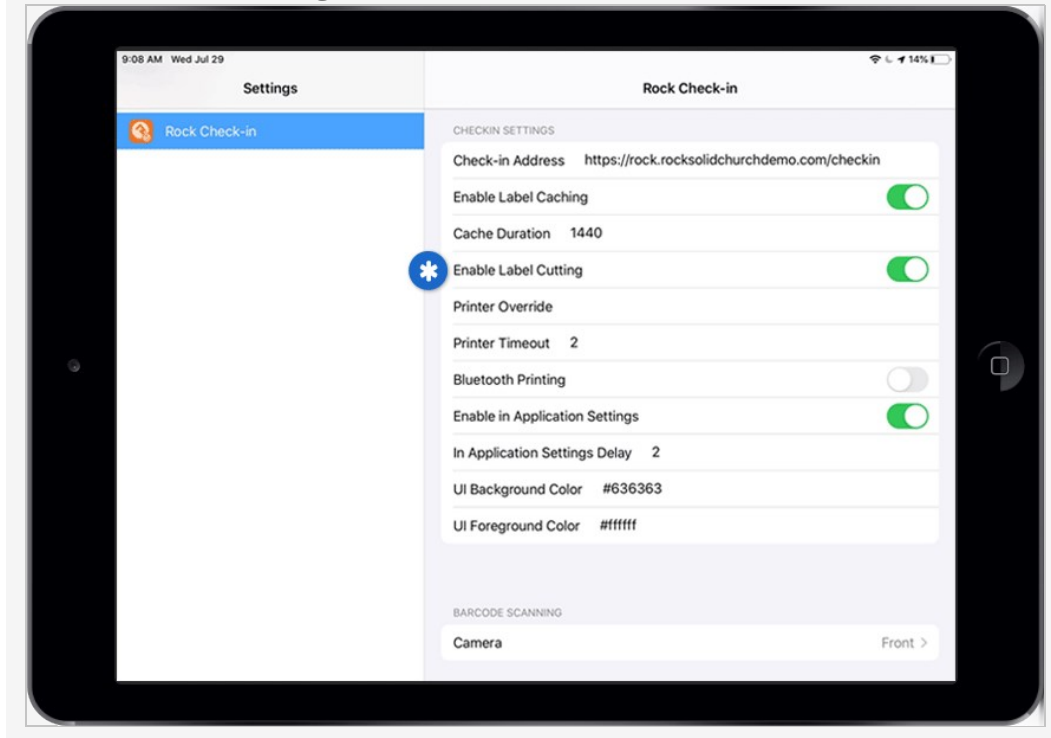 9:08 AM Wed Jul 29
14%
Settings
Rock Check-in
Rock Check-in
CHECKIN SETTINGS
Check-in Address https://rock.rocksolidchurchdemo.com/checkin
Enable Label Caching
Cache Duration 1440
Enable Label Cutting
Printer Override
Printer Timeout 2
Bluetooth Printing
Enable in Application Settings
In Application Settings Delay 2
UI Background Color #636363
UI Foreground Color #ffffff
BARCODE SCANNING
Camera Front >